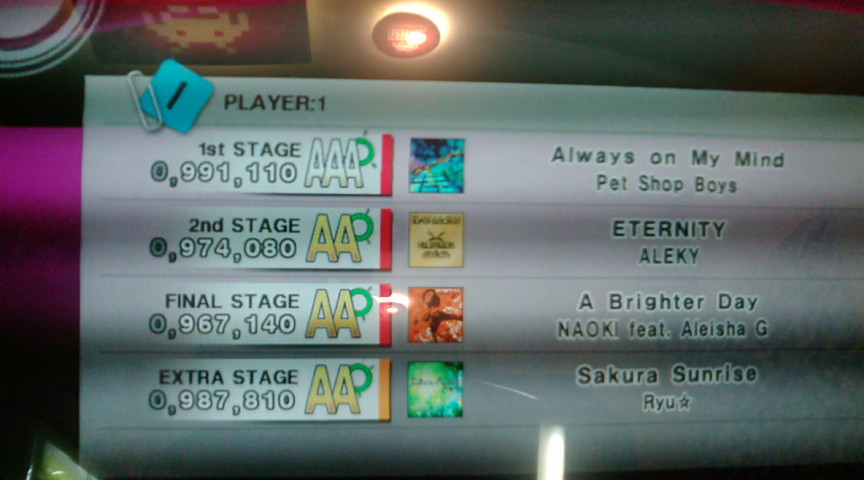 PLAYER:1
1st STAGE
0,991,110 AAA
Always on My Mind
Pet Shop Boys
2nd STAGE
0,974,080 AA
ETERNITY
ALEKY
FINAL STAGE
0,967,140 AA
A Brighter Day
NAOKI feat. Aleisha G
EXTRA STAGE
0,987,810 AA
Sakura Sunrise
Ryu☆